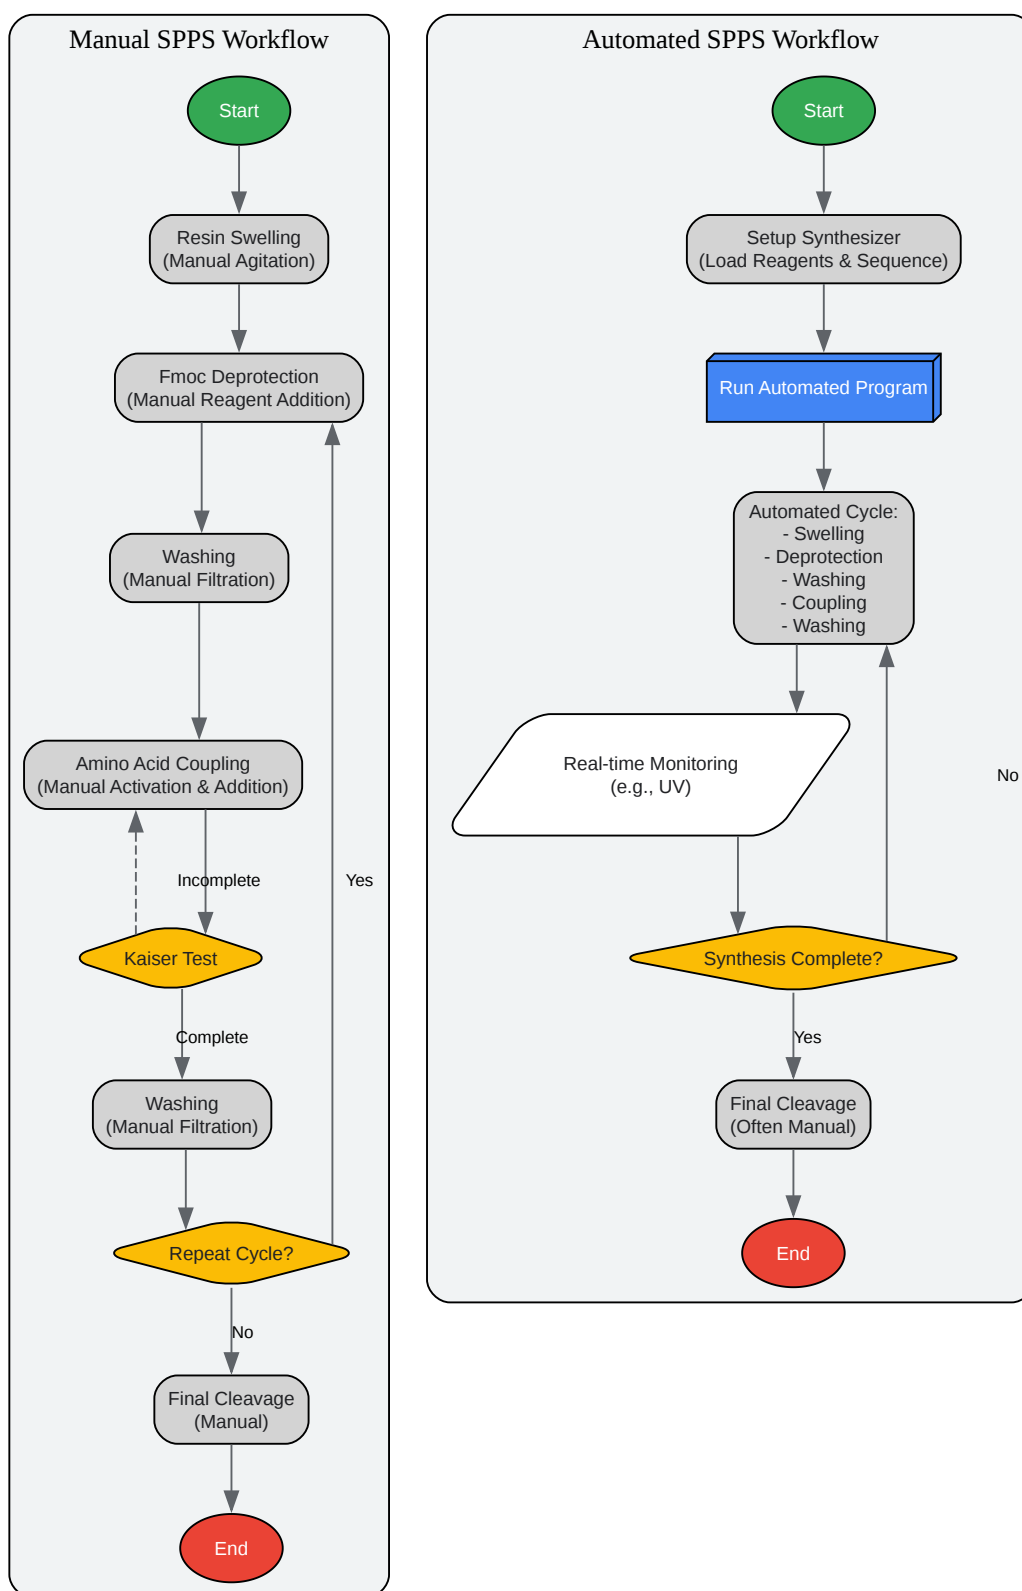 Manual SPPS Workflow
Start
Resin Swelling
(Manual Agitation)
Fmoc Deprotection
(Manual Reagent Addition)
Washing
(Manual Filtration)
Amino Acid Coupling
(Manual Activation & Addition)
Incomplete
Yes
Kaiser Test
Complete
Washing
(Manual Filtration)
Repeat Cycle?
No
Final Cleavage
(Manual)
End
Automated SPPS Workflow
Start
Setup Synthesizer
(Load Reagents & Sequence)
Run Automated Program
Automated Cycle:
- Swelling
- Deprotection
- Washing
- Coupling
- Washing
Real-time Monitoring
(e.g., UV)
No
Synthesis Complete?
Yes
Final Cleavage
(Often Manual)
End